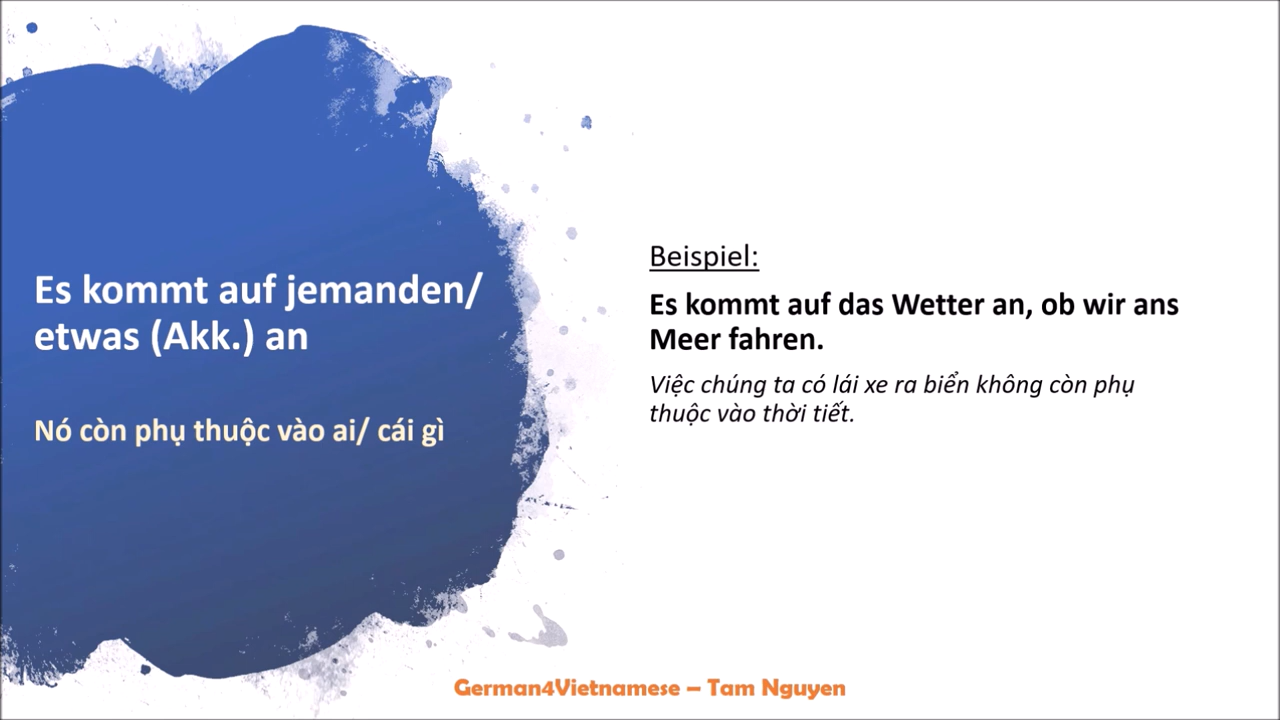 Es kommt auf jemanden/
etwas (Akk.) an
Nó còn phụ thuộc vào ai/ cái gì
Beispiel:
Es kommt auf das Wetter an, ob wir ans
Meer fahren.
Việc chúng ta có lái xe ra biển không còn phụ
thuộc vào thời tiết.
German4Vietnamese – Tam Nguyen